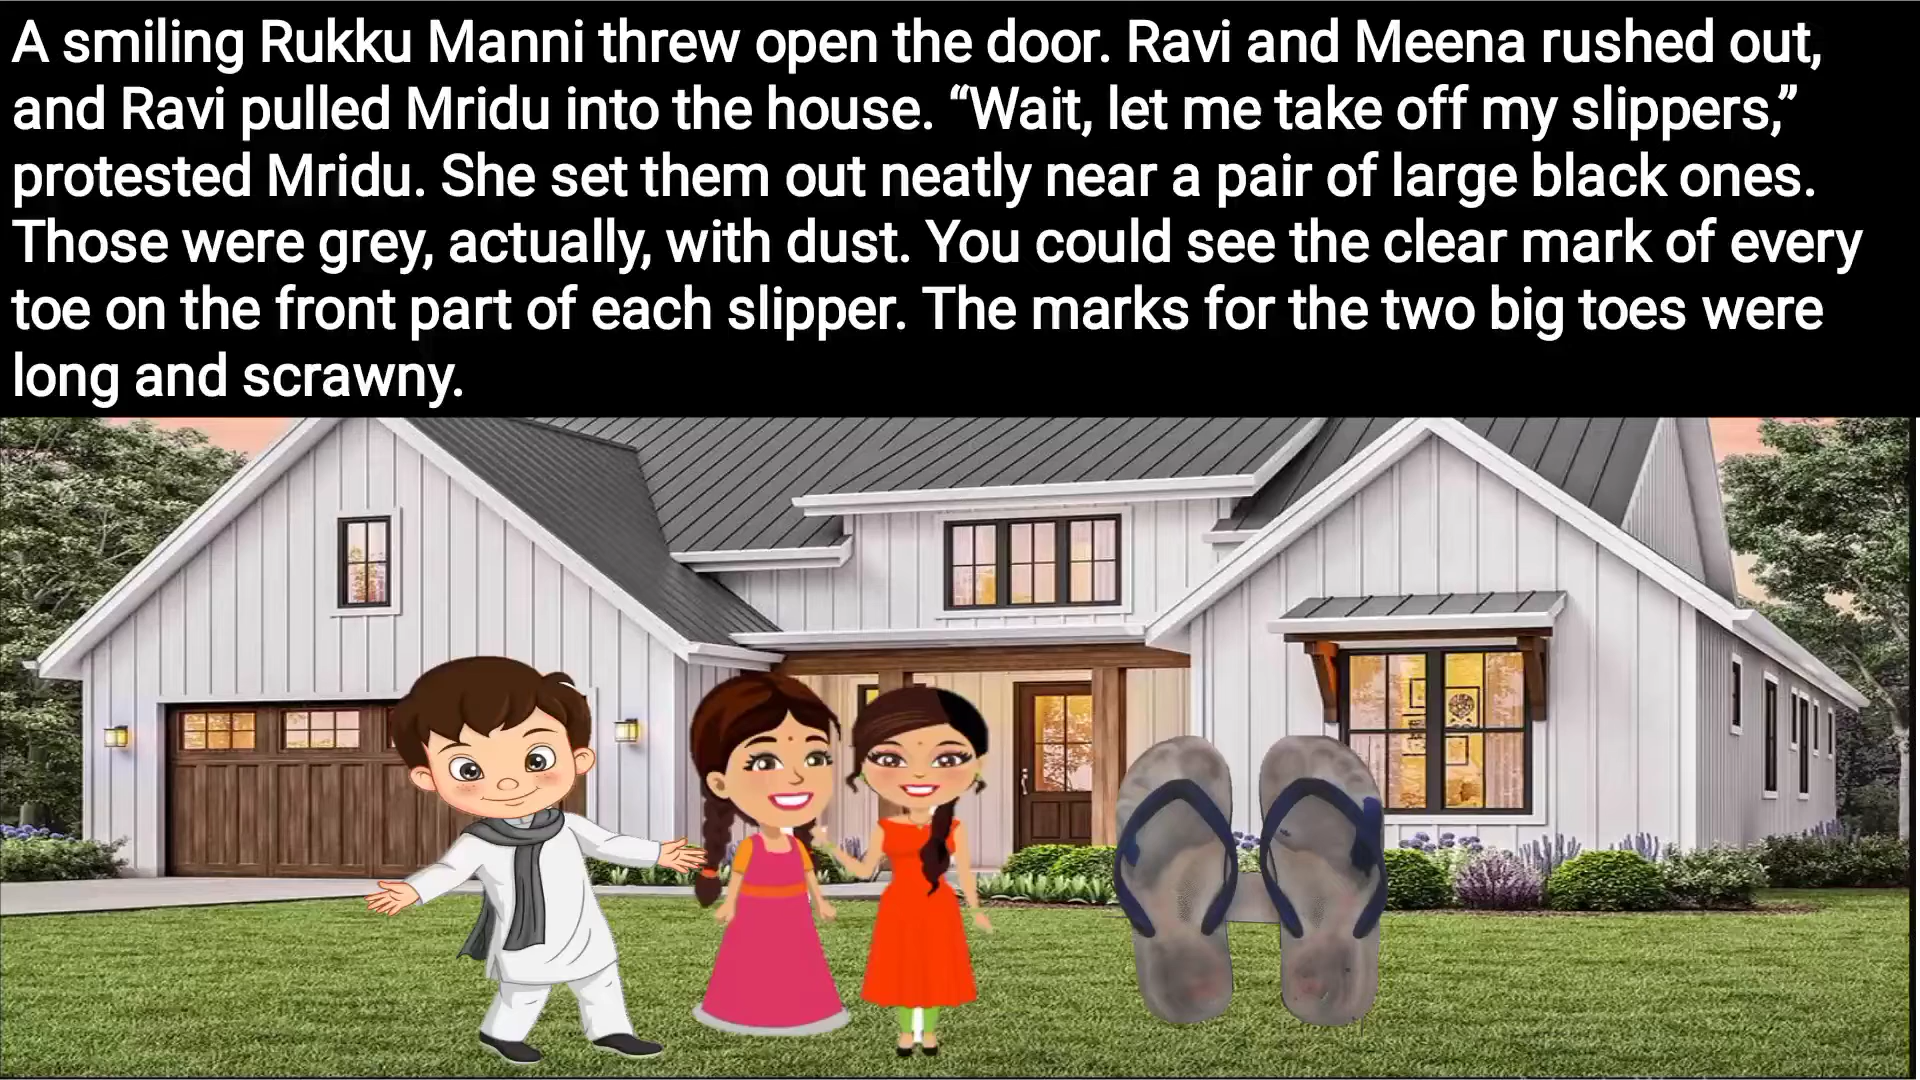 A smiling Rukku Manni threw open the door. Ravi and Meena rushed out,
and Ravi pulled Mridu into the house. “Wait, let me take off my slippers,”
protested Mridu. She set them out neatly near a pair of large black ones.
Those were grey, actually, with dust. You could see the clear mark of every
toe on the front part of each slipper. The marks for the two big toes were
long and scrawny.